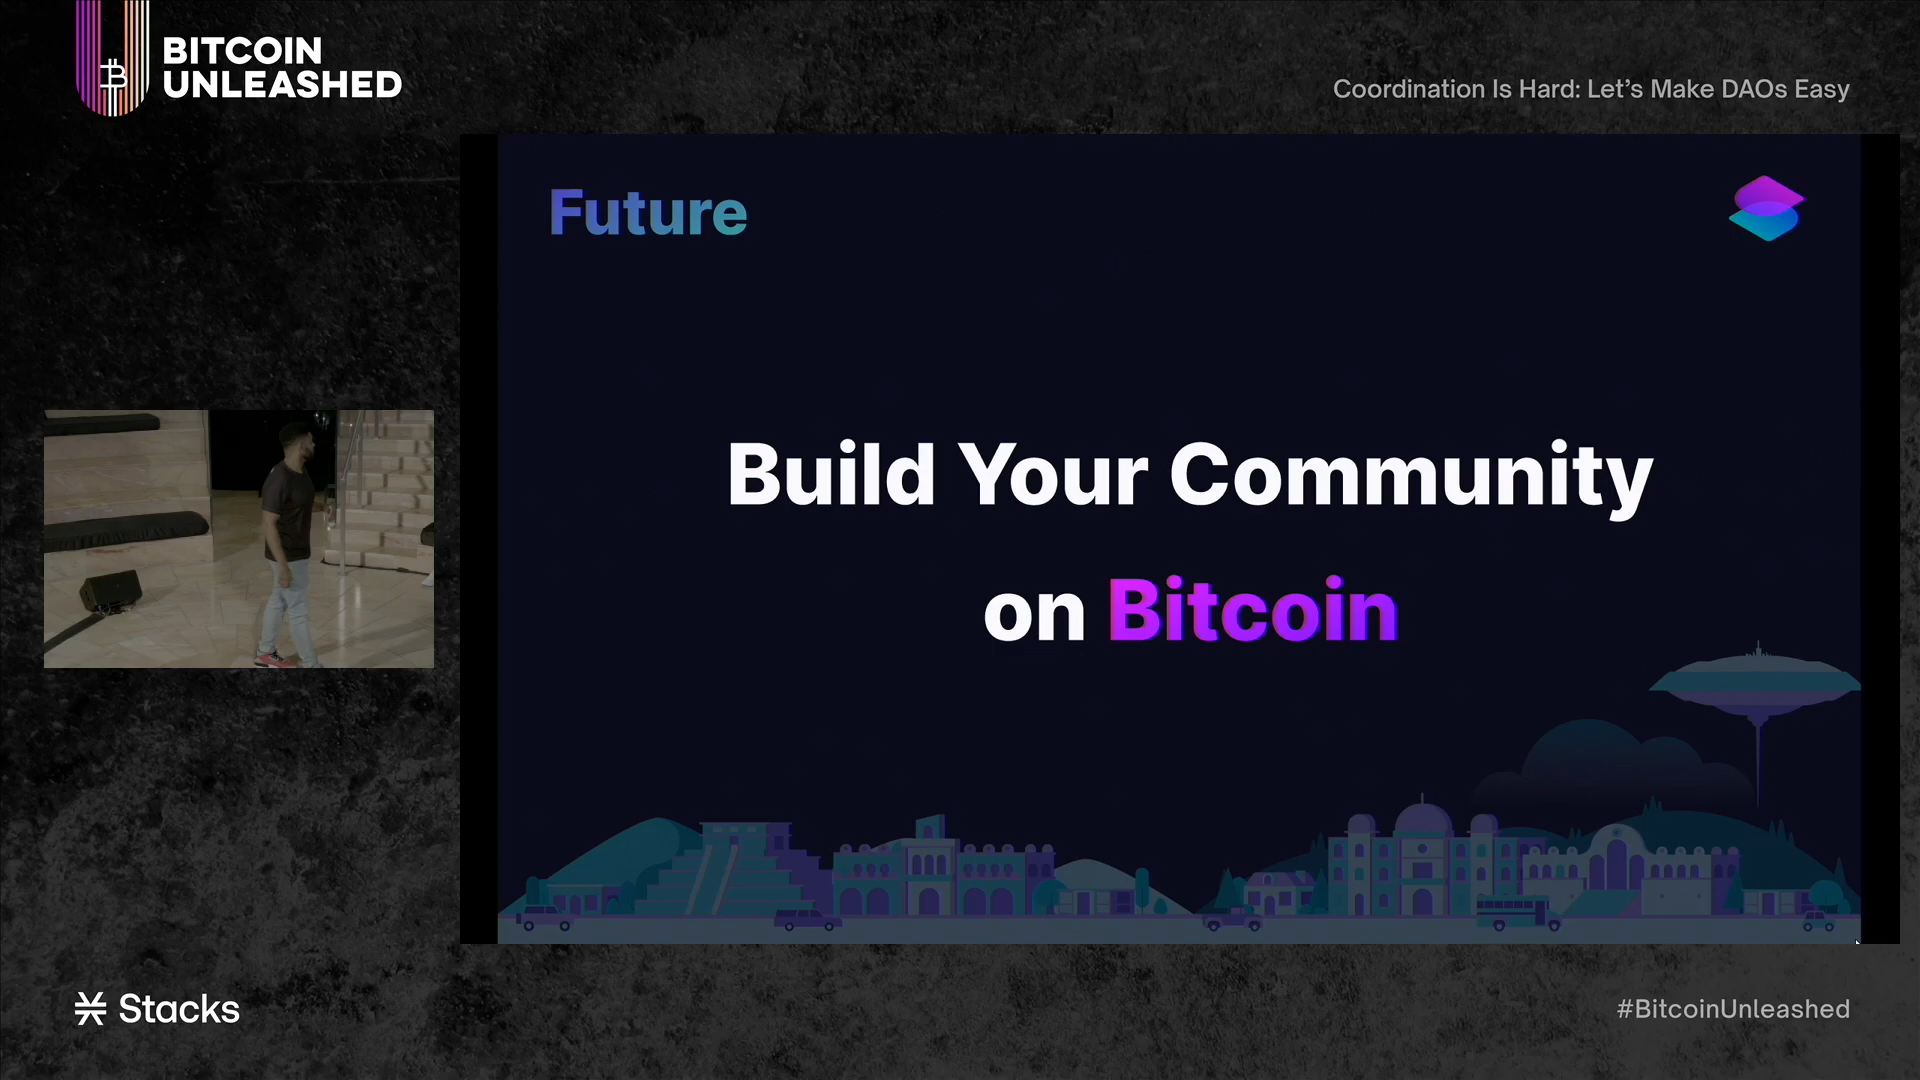 BITCOIN
UNLEASHED
Coordination Is Hard: Let’s Make DAOs Easy
Future
Build Your Community
on Bitcoin
Stacks
#BitcoinUnleashed